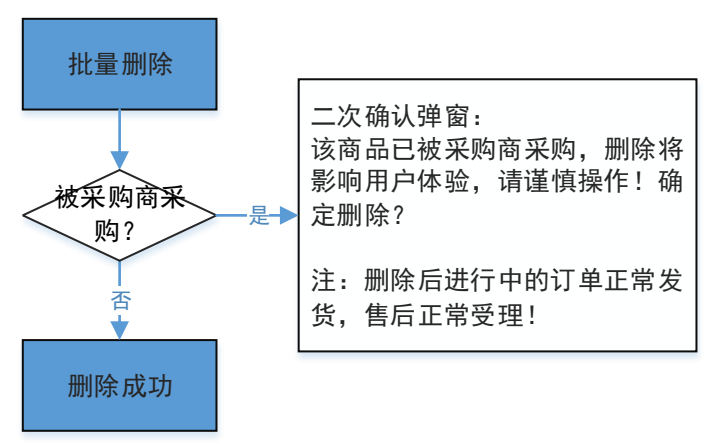 批量删除
二次确认弹窗：
该商品已被采购商采购，删除将
影响用户体验，请谨慎操作！确
定删除？
注：删除后进行中的订单正常发
货，售后正常受理！
被采购商采
购？
是
否
删除成功